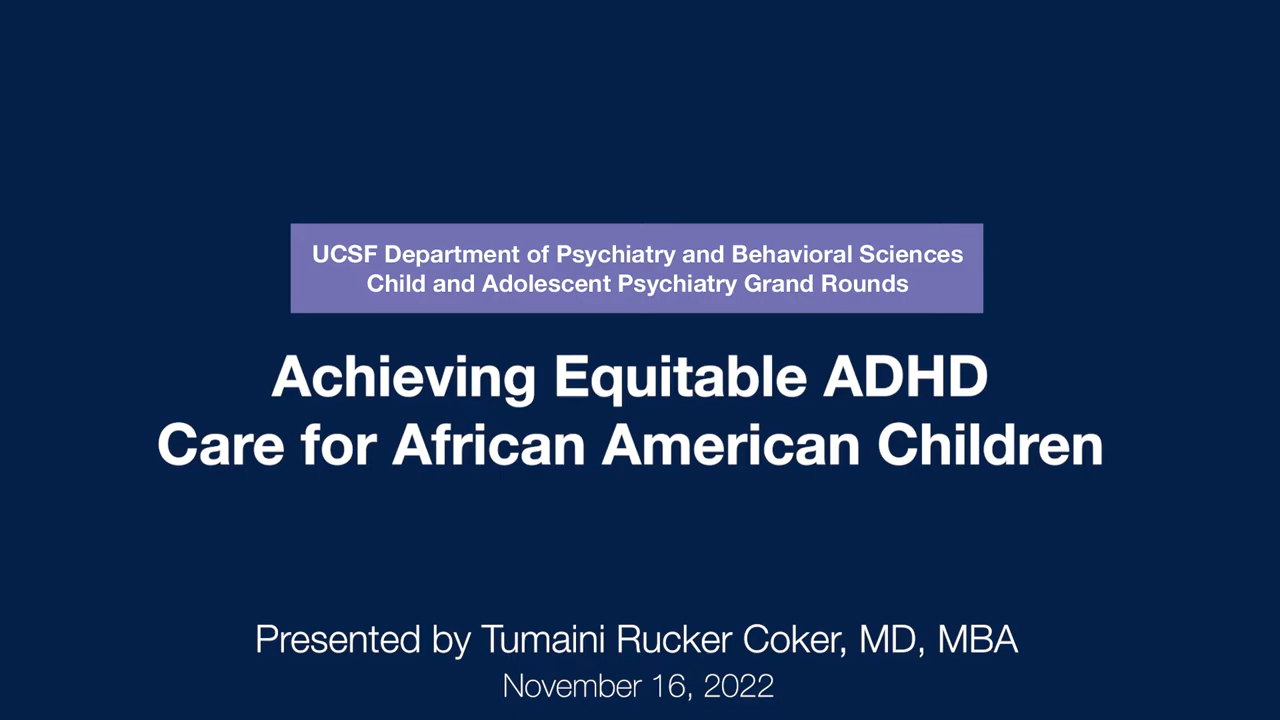 UCSF Department of Psychiatry and Behavioral Sciences
Child and Adolescent Psychiatry Grand Rounds
Achieving Equitable ADHD
Care for African American Children
Presented by Tumaini Rucker Coker, MD, MBA
November 16, 2022